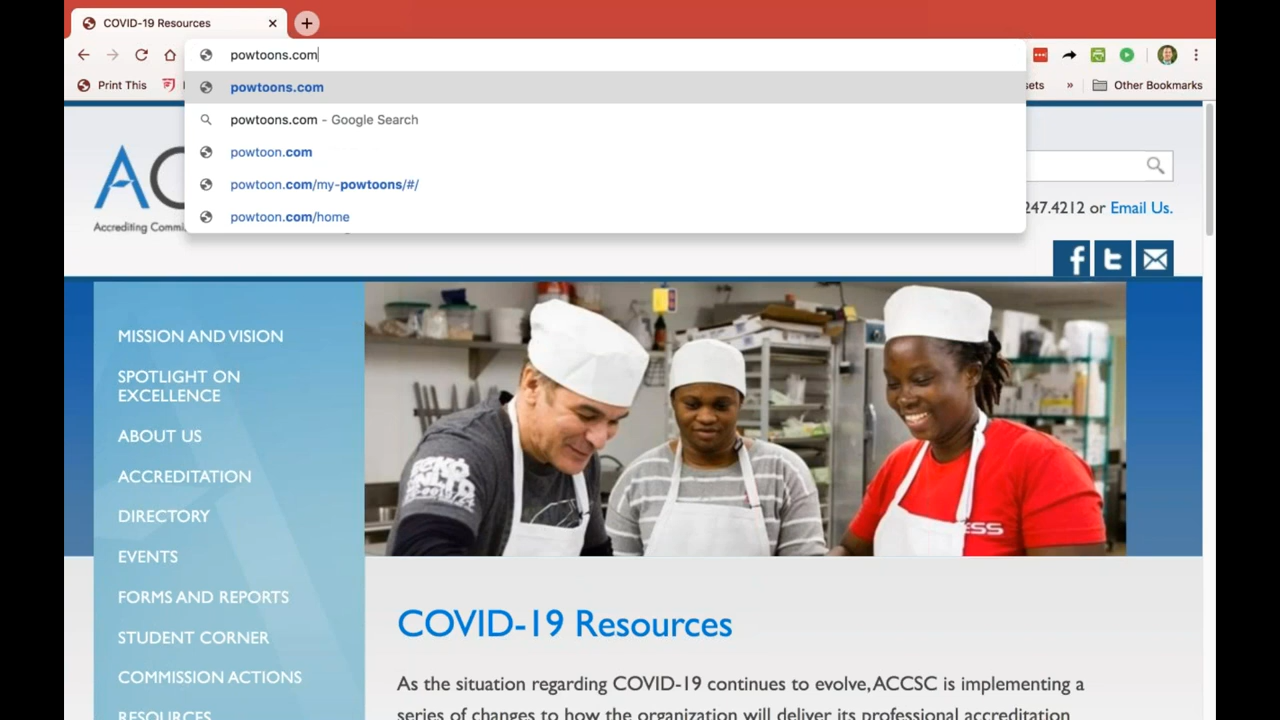 COVID-19 Resources
powtoons.com
Print This
sets
»
Other Bookmarks
powtoons.com
powtoons.com - Google Search
powtoon.com
powtoon.com/my-powtoons/#/
powtoon.com/home
AC
Accrediting Commis
247.4212 or Email Us.
MISSION AND VISION
SPOTLIGHT ON
EXCELLENCE
ABOUT US
ACCREDITATION
DIRECTORY
EVENTS
FORMS AND REPORTS
STUDENT CORNER
COMMISSION ACTIONS
RESOURCES
COVID-19 Resources
As the situation regarding COVID-19 continues to evolve, ACCSC is implementing a
series of changes to how the organization will deliver its professional accreditation